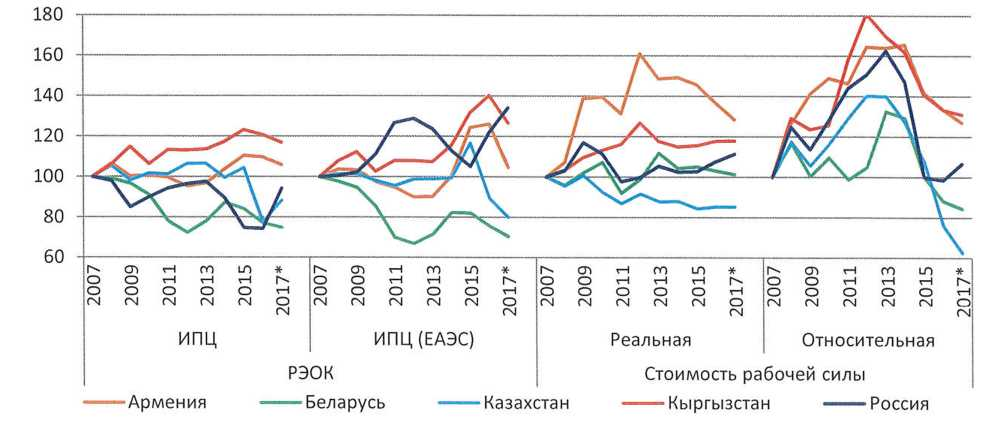 180
160
140
120
100
80
60
2007 2009 2011 2013 2015 2017* 2007 2009 2011 2013 2015 2017* 2007 2009 2011 2013 2015 2017* 2007 2009 2011 2013 2015 2017*
ИПЦ ИПЦ (ЕАЭС) Реальная Относительная
РЭОК Стоимость рабочей силы
Армения Беларусь Казахстан Кыргызстан Россия